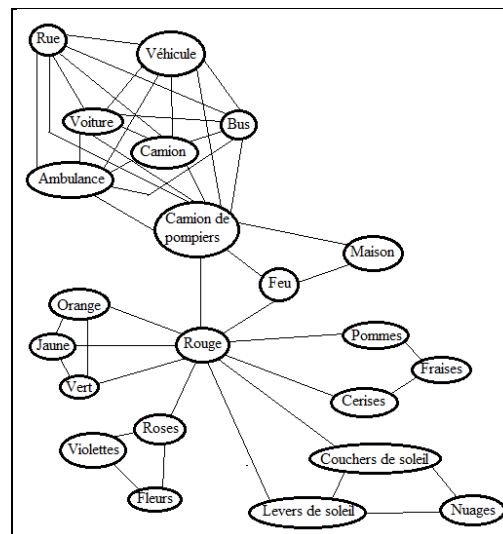 Rue
Véhicule
Voiture
Bus
Camion
Ambulance
Camion de
pompiers
Maison
Feu
Orange
Jaune
Rouge
Pommes
Fraises
Vert
Cerises
Roses
Violettes
Couchers de soleil
Fleurs
Levers de soleil
Nuages